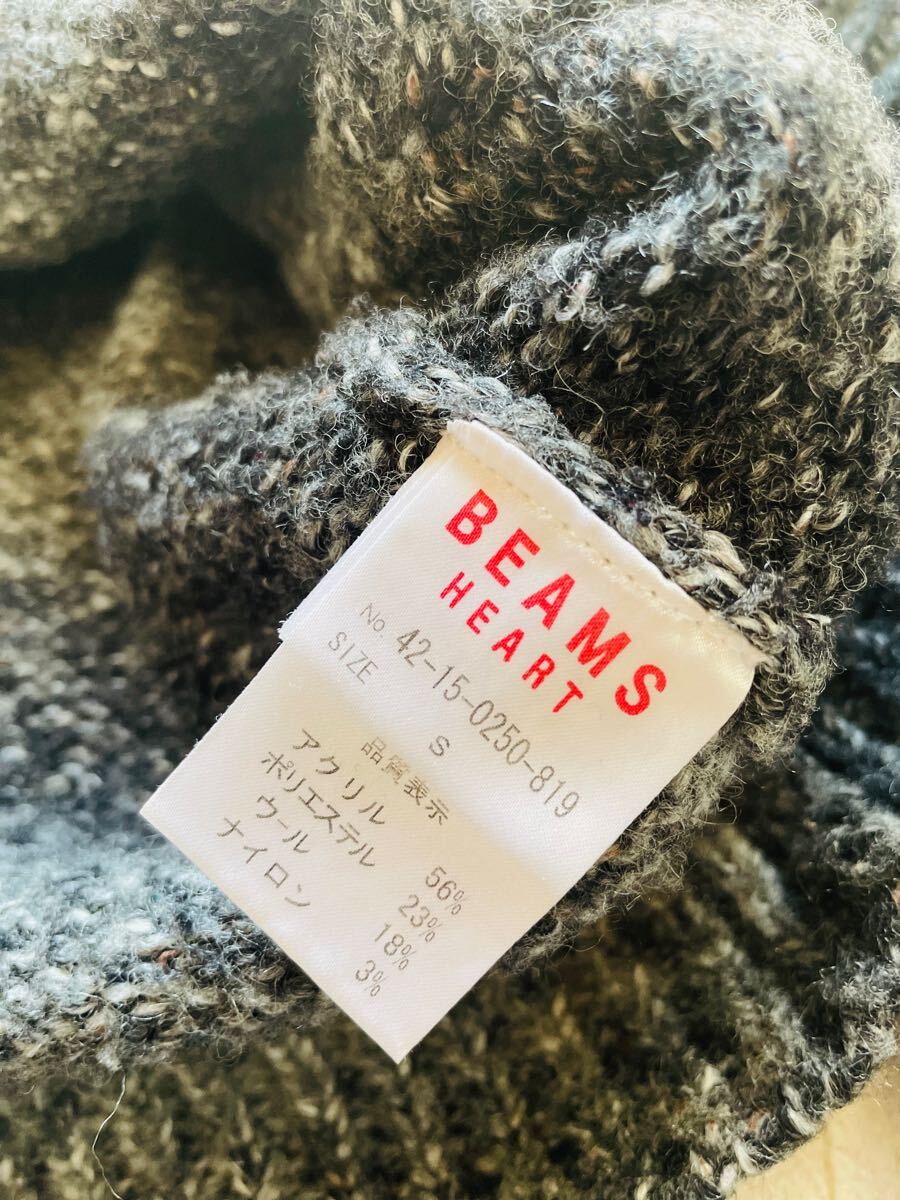 BEAMS
HEART
No. 42-15-0250-819
SIZE S
品質表示
アクリル 56%
ポリエステル 23%
ウール 18%
ナイロン 3%